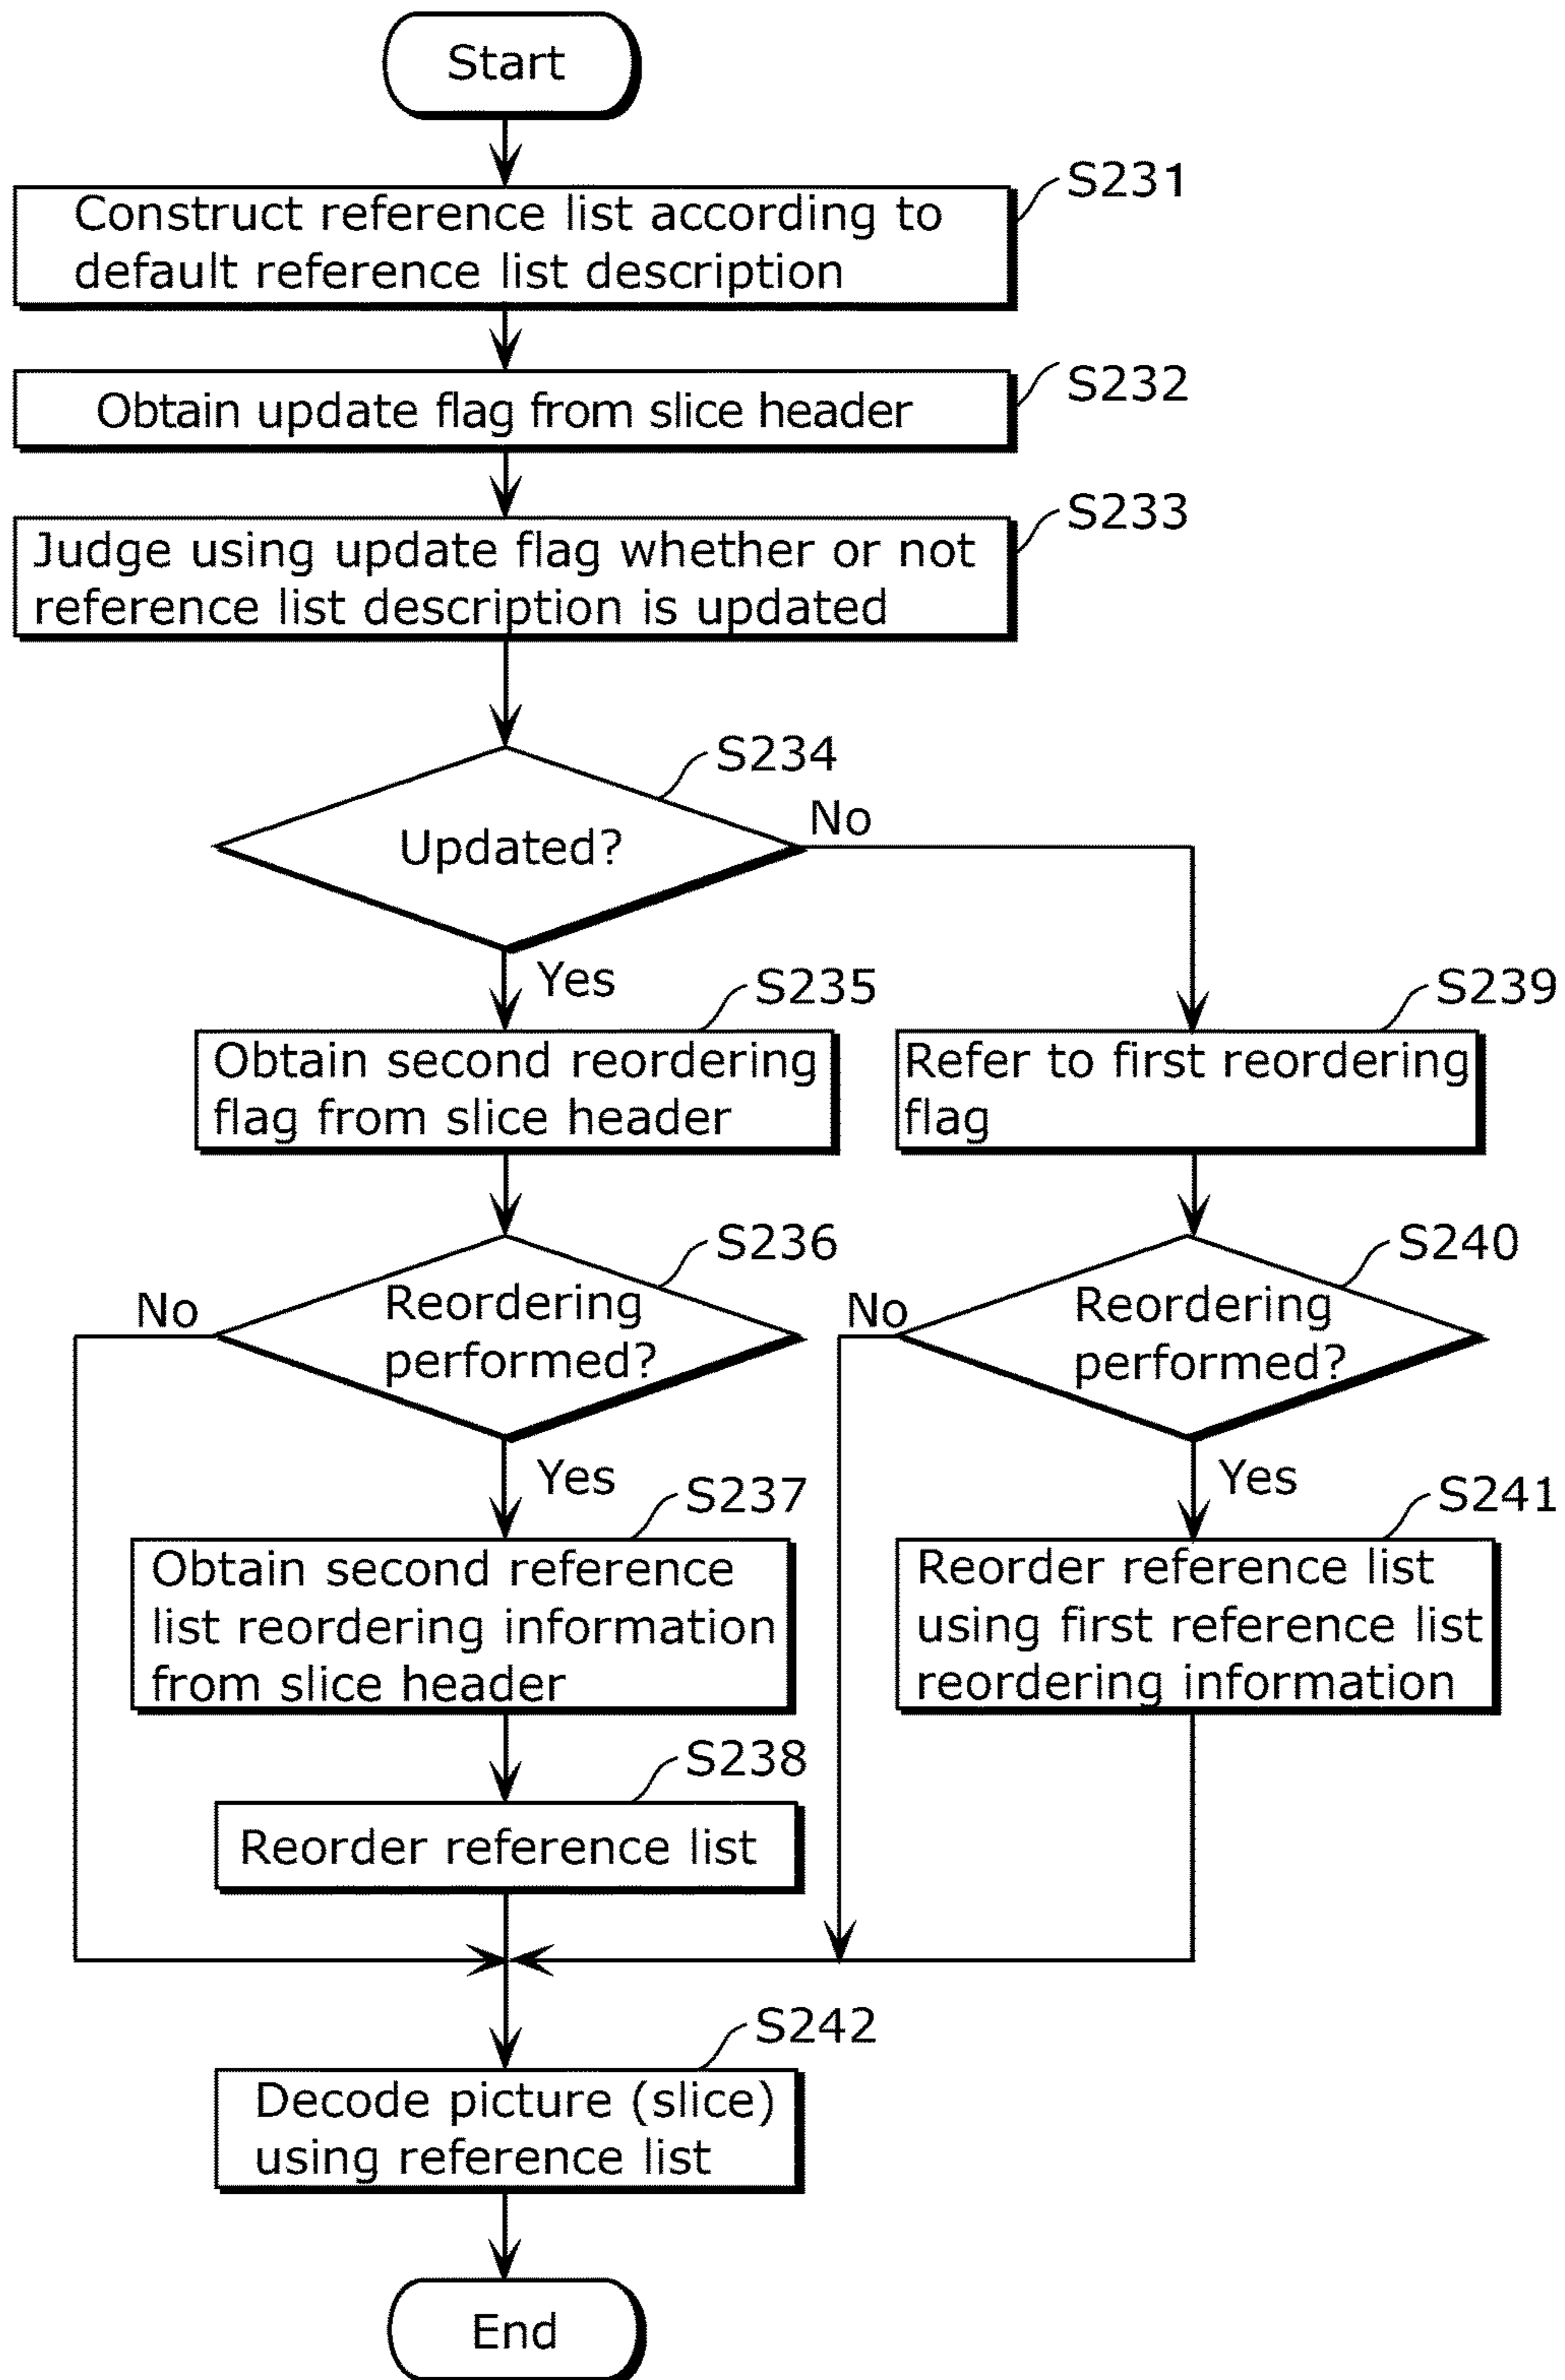 Start
S231
Construct reference list according to
default reference list description
S232
Obtain update flag from slice header
S233
Judge using update flag whether or not
reference list description is updated
S234
Updated?
No
Yes
S235
Obtain second reordering
flag from slice header
S239
Refer to first reordering
flag
S236
Reordering
performed?
No
Yes
S240
Reordering
performed?
No
Yes
S237
Obtain second reference
list reordering information
from slice header
S241
Reorder reference list
using first reference list
reordering information
S238
Reorder reference list
S242
Decode picture (slice)
using reference list
End